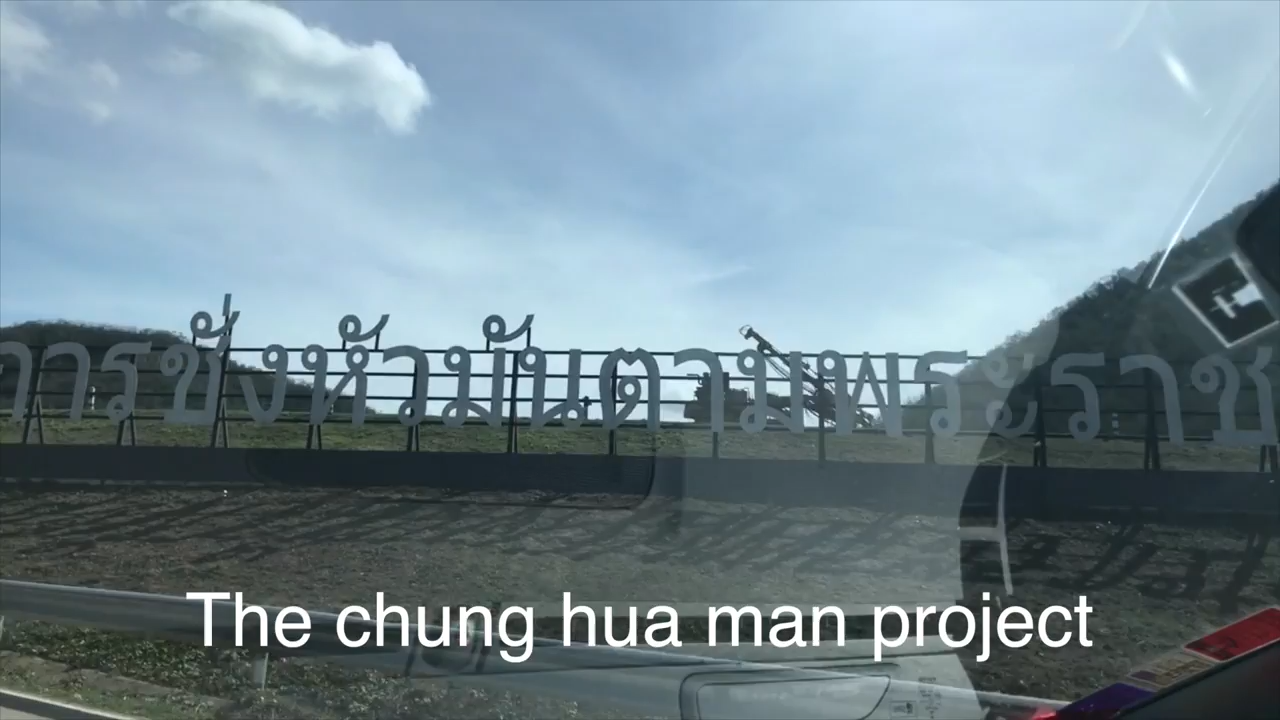 การชั่งหัวมันตามพระราช
The chung hua man project